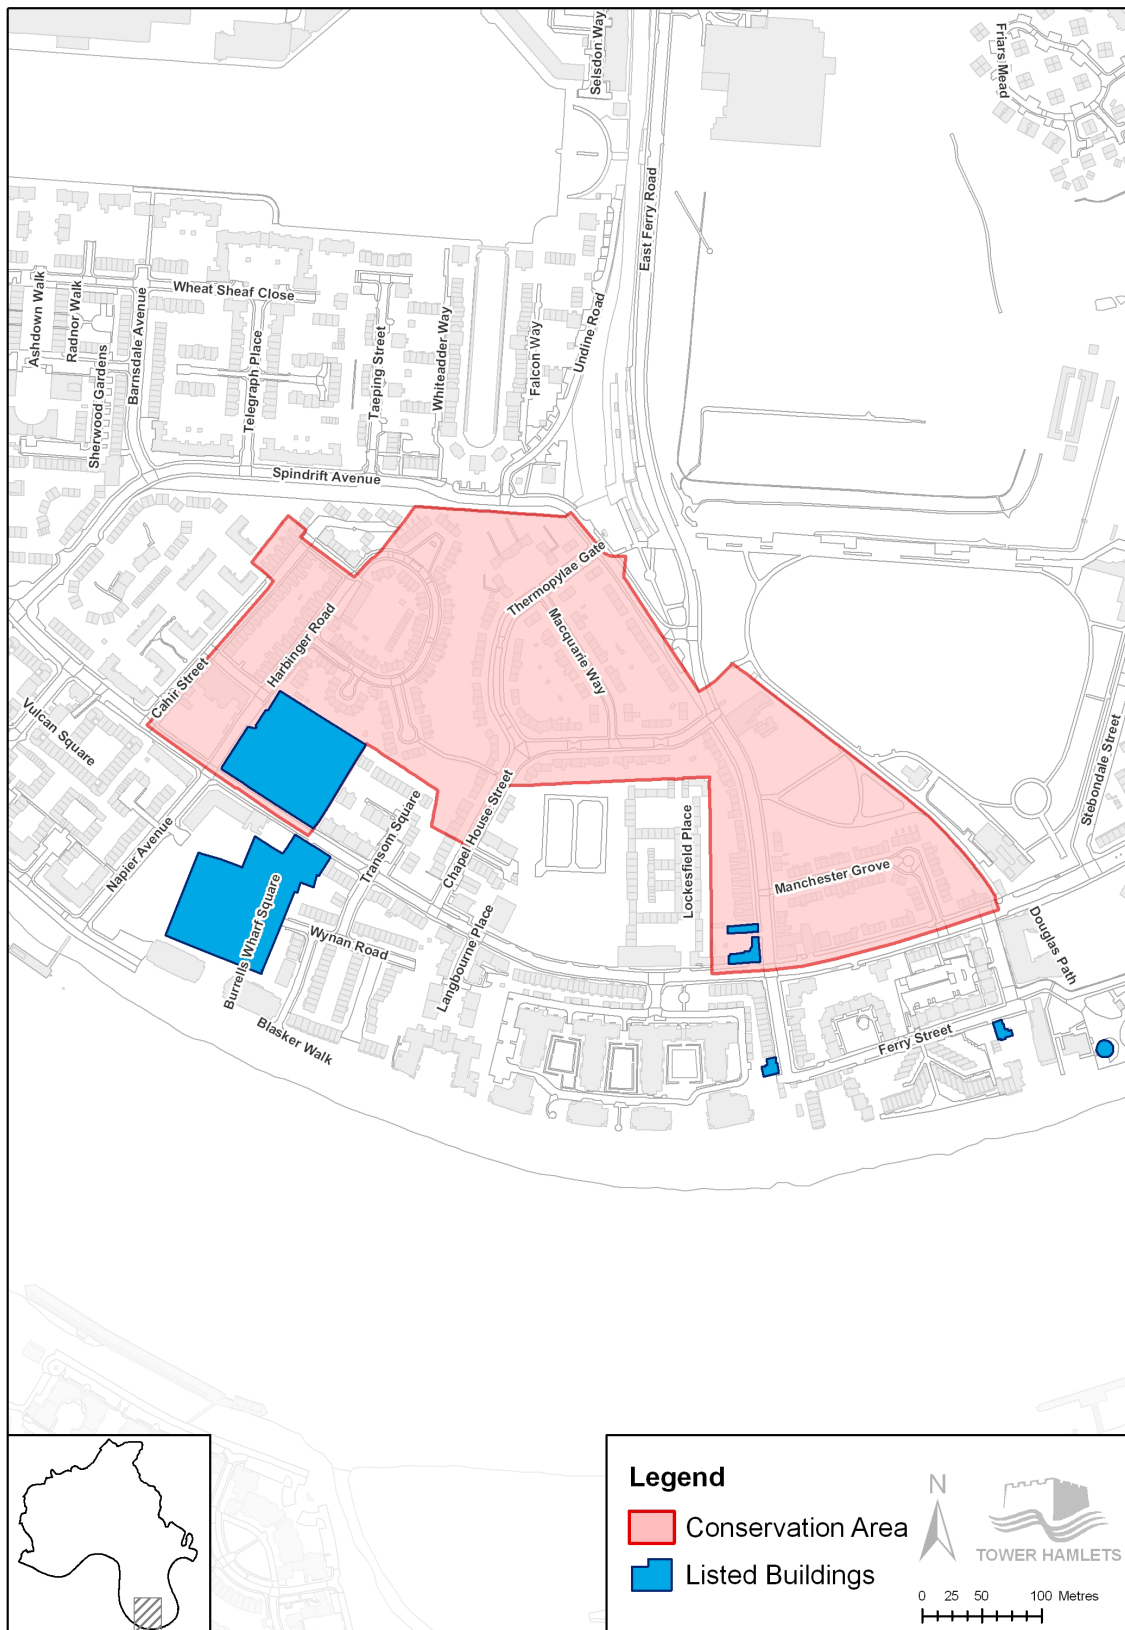 Selsdon Way
Friars Mead
East Ferry Road
Wheat Sheaf Close
Ashdown Walk
Radnor Walk
Barnsdale Avenue
Sherwood Gardens
Telegraph Place
Taeping Street
Whiteadder Way
Falcon Way
Undine Road
Spindrift Avenue
Thermopylae Gate
Macquarie Way
Harbinger Road
Cahir Street
Vulcan Square
Stebondale Street
Napier Avenue
Transom Square
Chapel House Street
Lockesfield Place
Manchester Grove
Burrells Wharf Square
Wynan Road
Langbourne Place
Douglas Path
Blasker Walk
Ferry Street
Legend
Conservation Area
Listed Buildings
N
TOWER HAMLETS
0 25 50 100 Metres